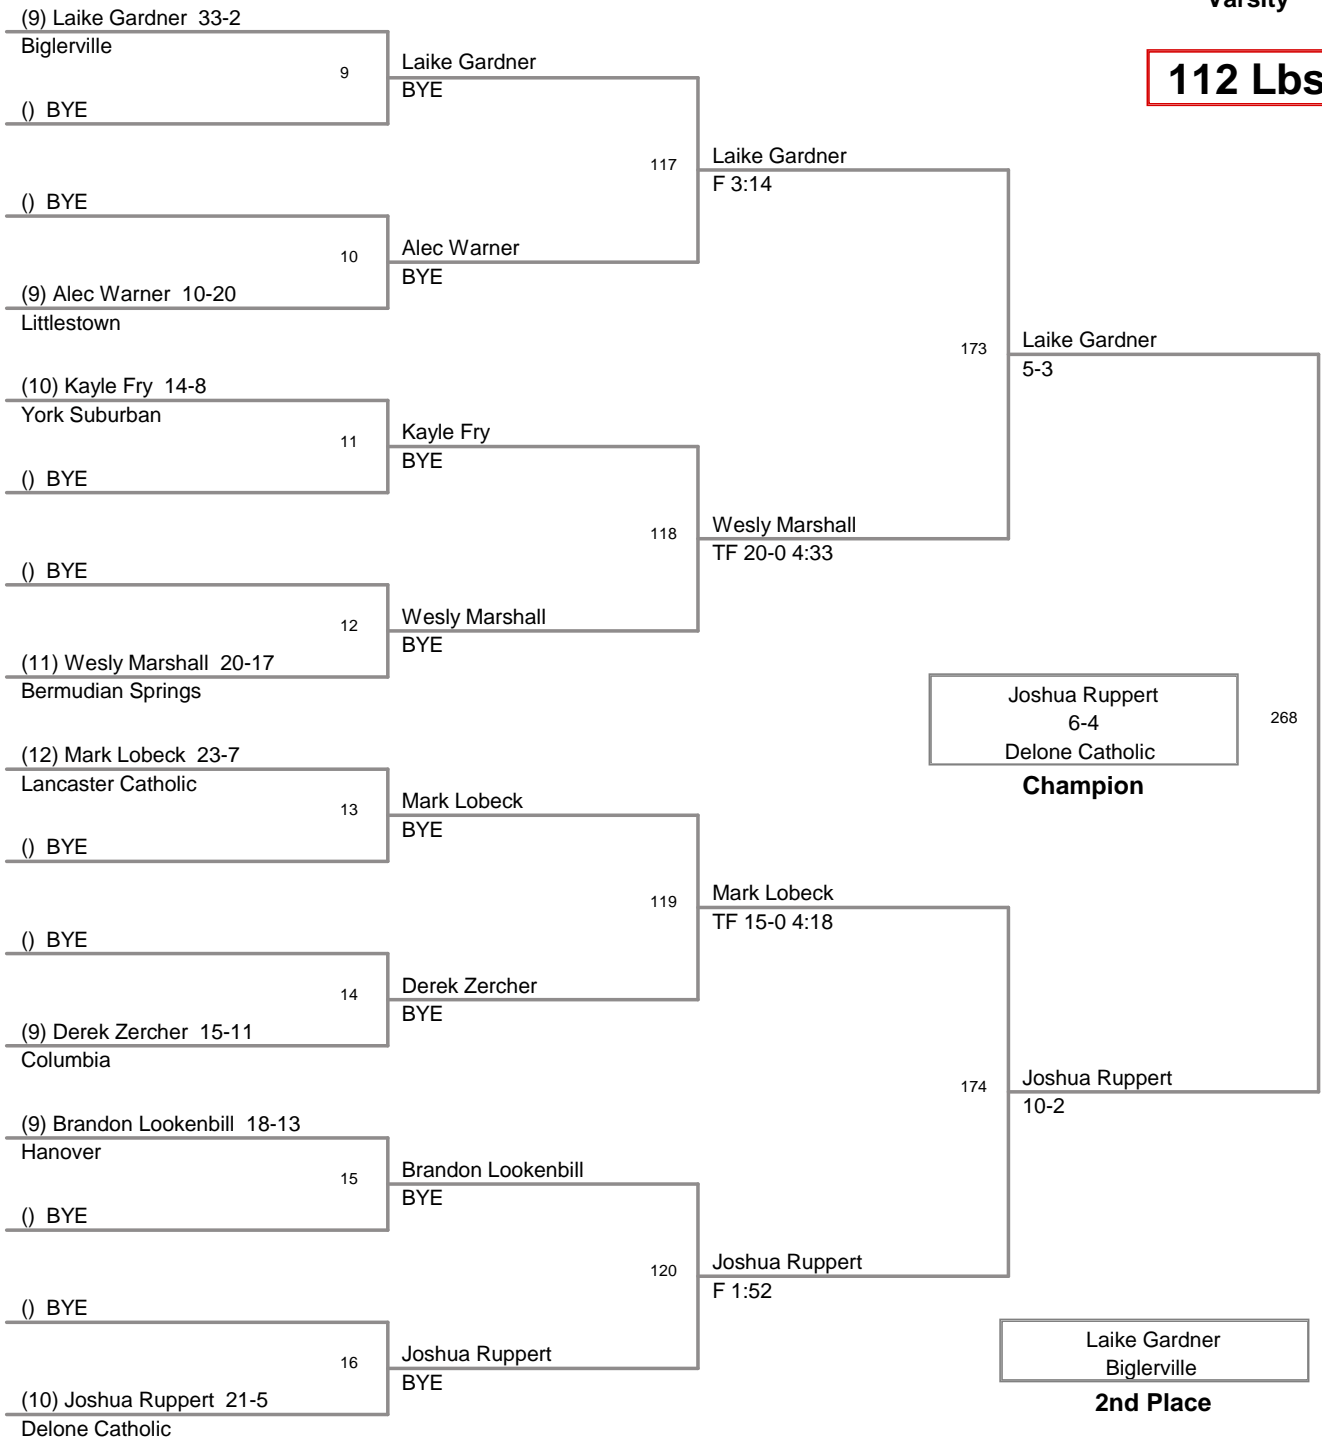 Varsity
112 Lbs
(9) Laike Gardner 33-2
Biglerville
9
() BYE
Laike Gardner
BYE
() BYE
10
(9) Alec Warner 10-20
Littlestown
Alec Warner
BYE
117
Laike Gardner
F 3:14
(10) Kayle Fry 14-8
York Suburban
11
() BYE
Kayle Fry
BYE
() BYE
12
(11) Wesly Marshall 20-17
Bermudian Springs
Wesly Marshall
BYE
118
Wesly Marshall
TF 20-0 4:33
173
Laike Gardner
5-3
(12) Mark Lobeck 23-7
Lancaster Catholic
13
() BYE
Mark Lobeck
BYE
() BYE
14
(9) Derek Zercher 15-11
Columbia
Derek Zercher
BYE
119
Mark Lobeck
TF 15-0 4:18
(9) Brandon Lookenbill 18-13
Hanover
15
() BYE
Brandon Lookenbill
BYE
() BYE
16
(10) Joshua Ruppert 21-5
Delone Catholic
Joshua Ruppert
BYE
120
Joshua Ruppert
F 1:52
174
Joshua Ruppert
10-2
268
Joshua Ruppert
6-4
Delone Catholic
Champion
Laike Gardner
Biglerville
2nd Place